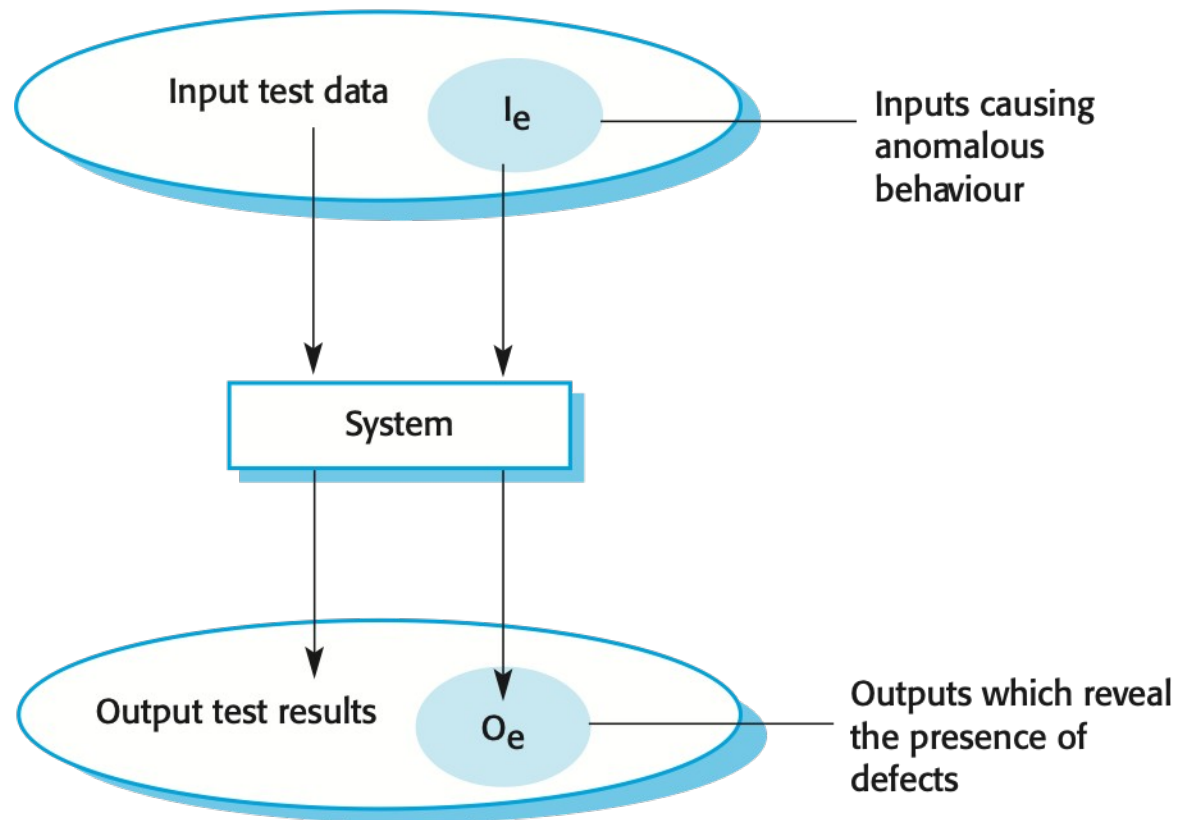 Input test data
Ie
Inputs causing
anomalous
behaviour
System
Output test results
Oe
Outputs which reveal
the presence of
defects